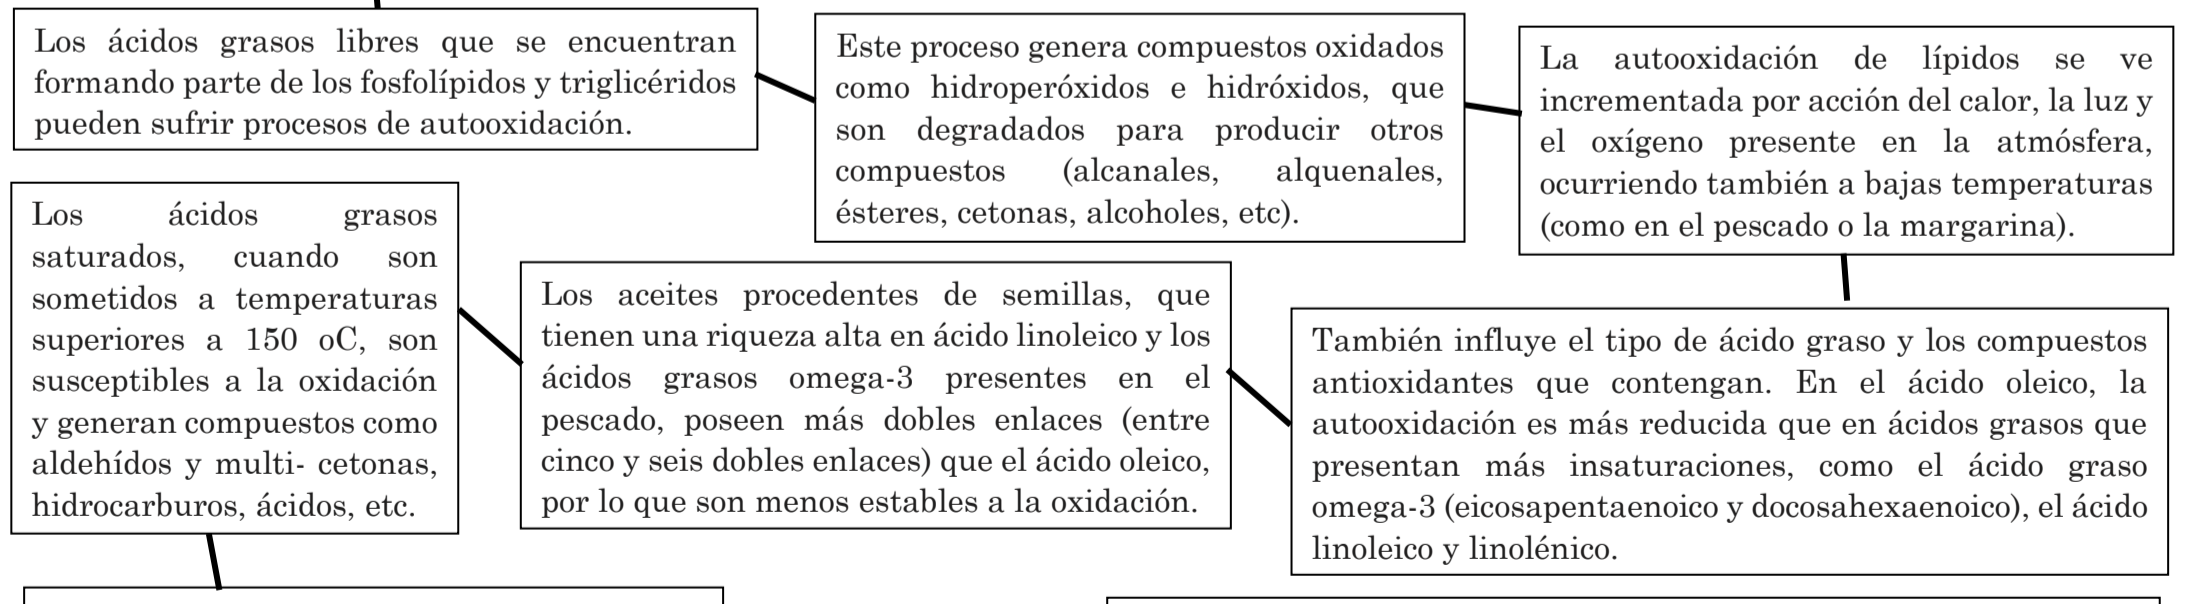 Los ácidos grasos libres que se encuentran
formando parte de los fosfolípidos y triglicéridos
pueden sufrir procesos de autooxidación.
Este proceso genera compuestos oxidados
como hidroperóxidos e hidróxidos, que
son degradados para producir otros
compuestos (alcanales, alquenales,
ésteres, cetonas, alcoholes, etc).
La autooxidación de lípidos se ve
incrementada por acción del calor, la luz y
el oxígeno presente en la atmósfera,
ocurriendo también a bajas temperaturas
(como en el pescado o la margarina).
También influye el tipo de ácido graso y los compuestos
antioxidantes que contengan. En el ácido oleico, la
autooxidación es más reducida que en ácidos grasos que
presentan más insaturaciones, como el ácido graso
omega-3 (eicosapentaenoico y docosahexaenoico), el ácido
linoleico y linolénico.
Los aceites procedentes de semillas, que
tienen una riqueza alta en ácido linoleico y los
ácidos grasos omega-3 presentes en el
pescado, poseen más dobles enlaces (entre
cinco y seis dobles enlaces) que el ácido oleico,
por lo que son menos estables a la oxidación.
Los ácidos grasos
saturados, cuando son
sometidos a temperaturas
superiores a 150 oC, son
susceptibles a la oxidación
y generan compuestos como
aldehídos y multi- cetonas,
hidrocarburos, ácidos, etc.